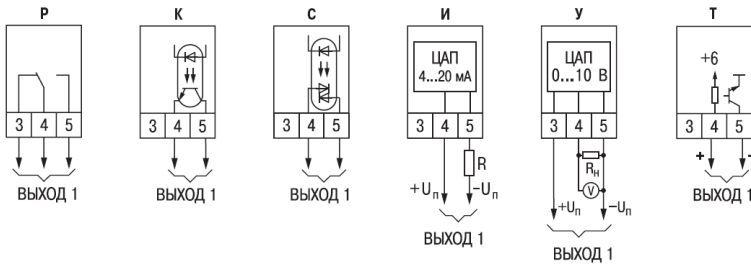 Р К С И У Т
ЦАП
4...20 мА
ЦАП
0...10 В
+6
3 4 5
3 4 5
3 4 5
3 4 5
3 4 5
3 4 5
R
Rн
V
+ -
+Uп -Uп
+Uп -Uп
ВЫХОД 1
ВЫХОД 1
ВЫХОД 1
ВЫХОД 1
ВЫХОД 1
ВЫХОД 1